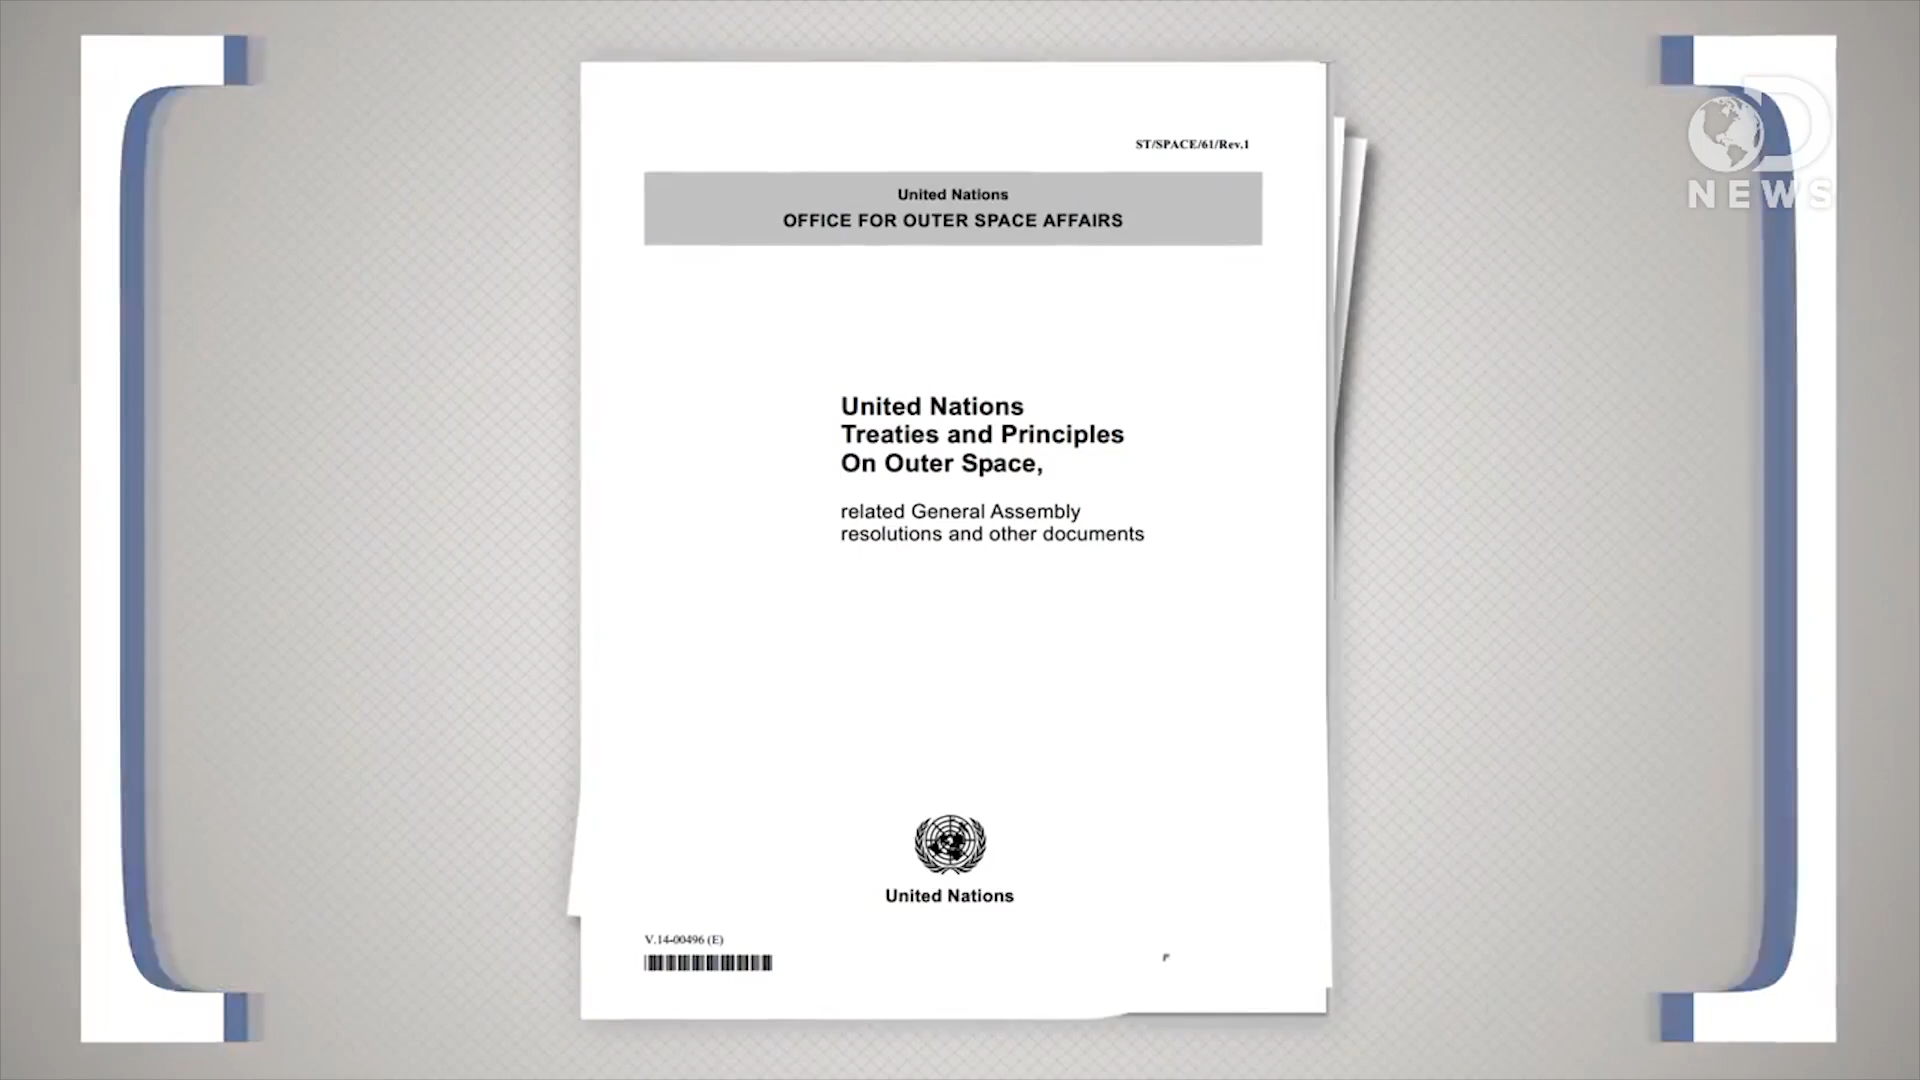 ST/SPACE/61/Rev.1
United Nations
OFFICE FOR OUTER SPACE AFFAIRS
D
NEWS
United Nations
Treaties and Principles
On Outer Space,
related General Assembly
resolutions and other documents
United Nations
V.14-00496 (E)